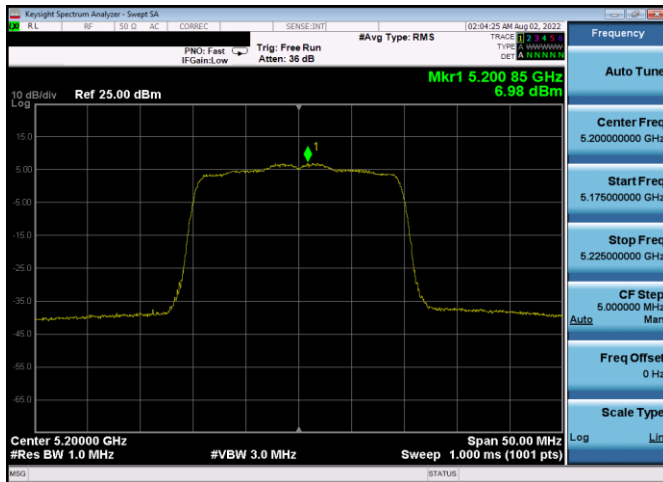 Keysight Spectrum Analyzer - Swept SA
RL RF 50 Ω AC CORREC SENSE:INT 02:04:25 AM Aug 02, 2022
#Avg Type: RMS TRACE 1 2 3 4 5 6
PNO: Fast Trig: Free Run TYPE A WWWWW
IFGain:Low Atten: 36 dB DET A N N N N N
Mkr1 5.200 85 GHz
6.98 dBm
10 dB/div Ref 25.00 dBm
Log
15.0
5.00
-5.00
-15.0
-25.0
-35.0
-45.0
-55.0
-65.0
1
Center 5.20000 GHz Span 50.00 MHz
#Res BW 1.0 MHz #VBW 3.0 MHz Sweep 1.000 ms (1001 pts)
MSG STATUS
Frequency
Auto Tune
Center Freq
5.200000000 GHz
Start Freq
5.175000000 GHz
Stop Freq
5.225000000 GHz
CF Step
5.000000 MHz
Auto Man
Freq Offset
0 Hz
Scale Type
Log Lin